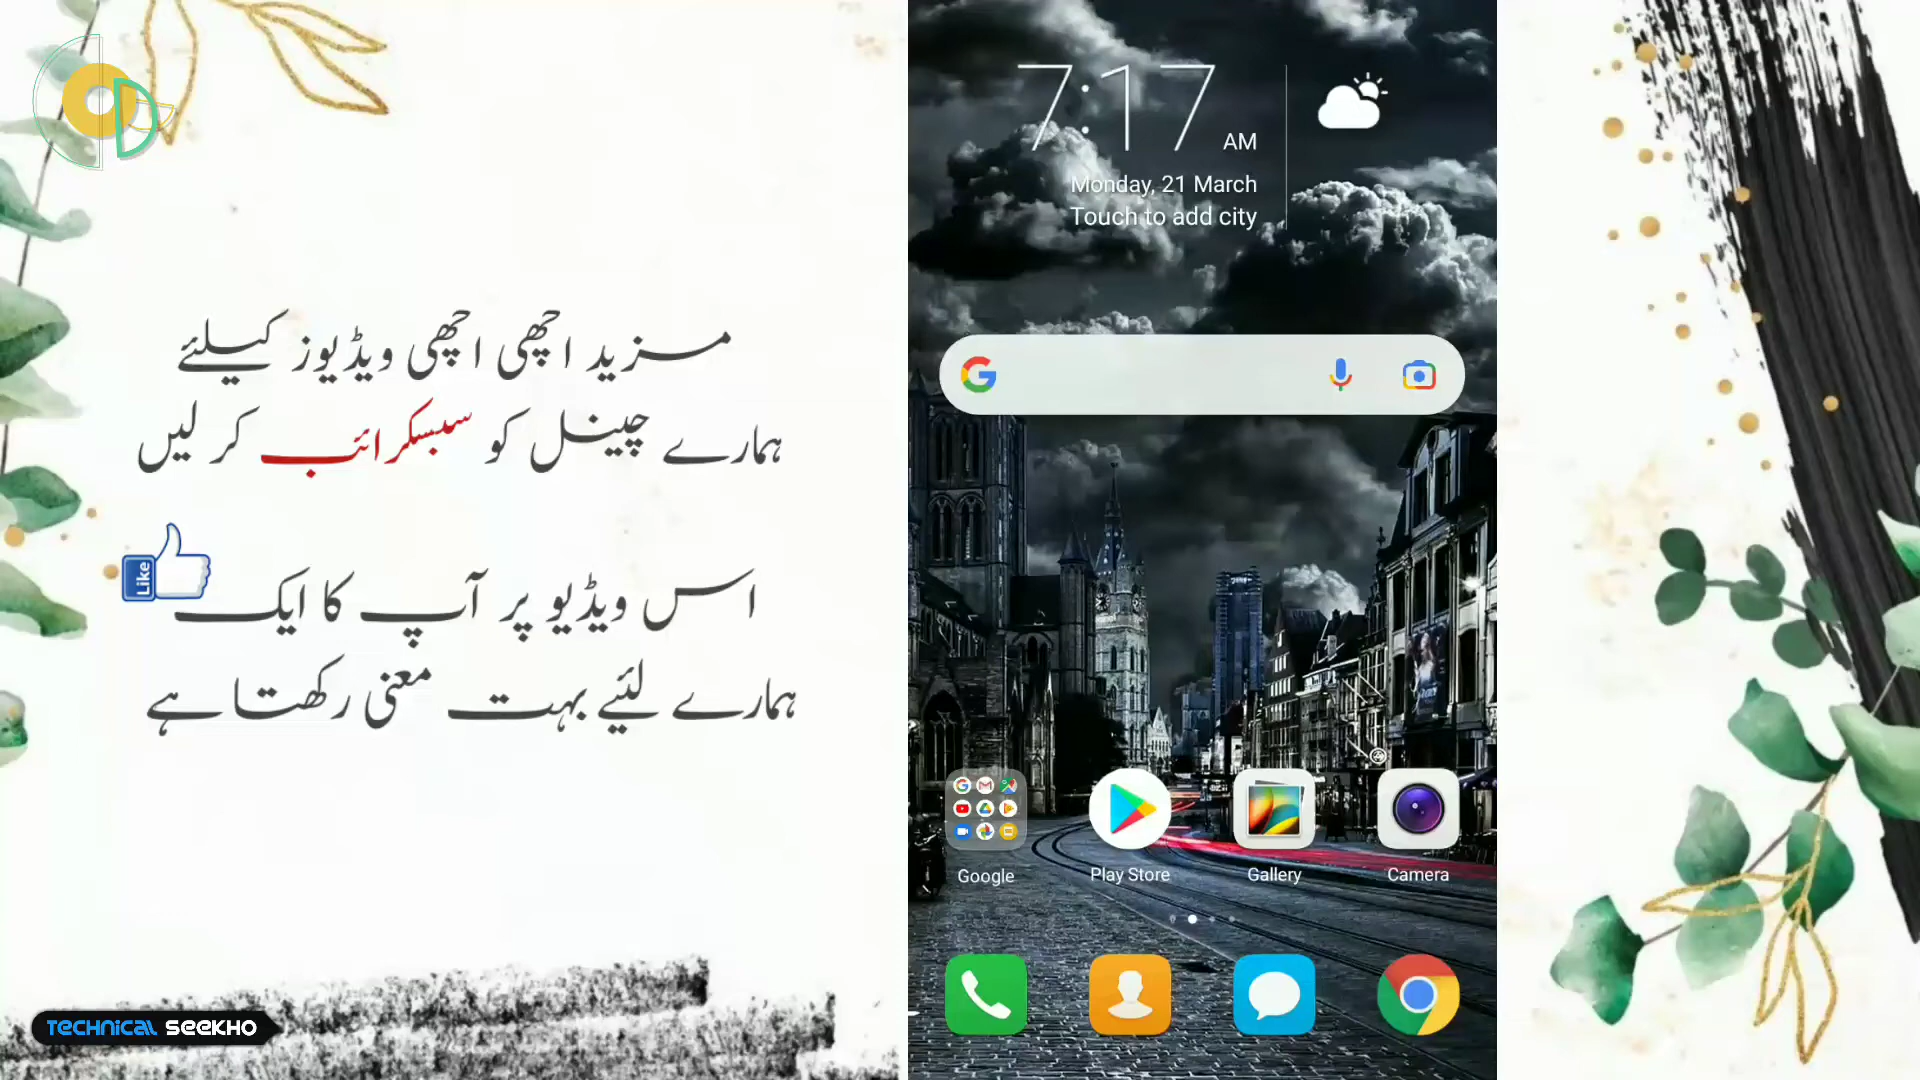 مزید اچھی اچھی ویڈیوز کیلئے
ہمارے چینل کو سبسکرائب کر لیں
اس ویڈیو پر آپ کا ایک
Like
ہمارے لئیے بہت معنی رکھتا ہے
TECHNICAL SEEKHO
7:17 AM
Monday, 21 March
Touch to add city
Google
Play Store
Gallery
Camera